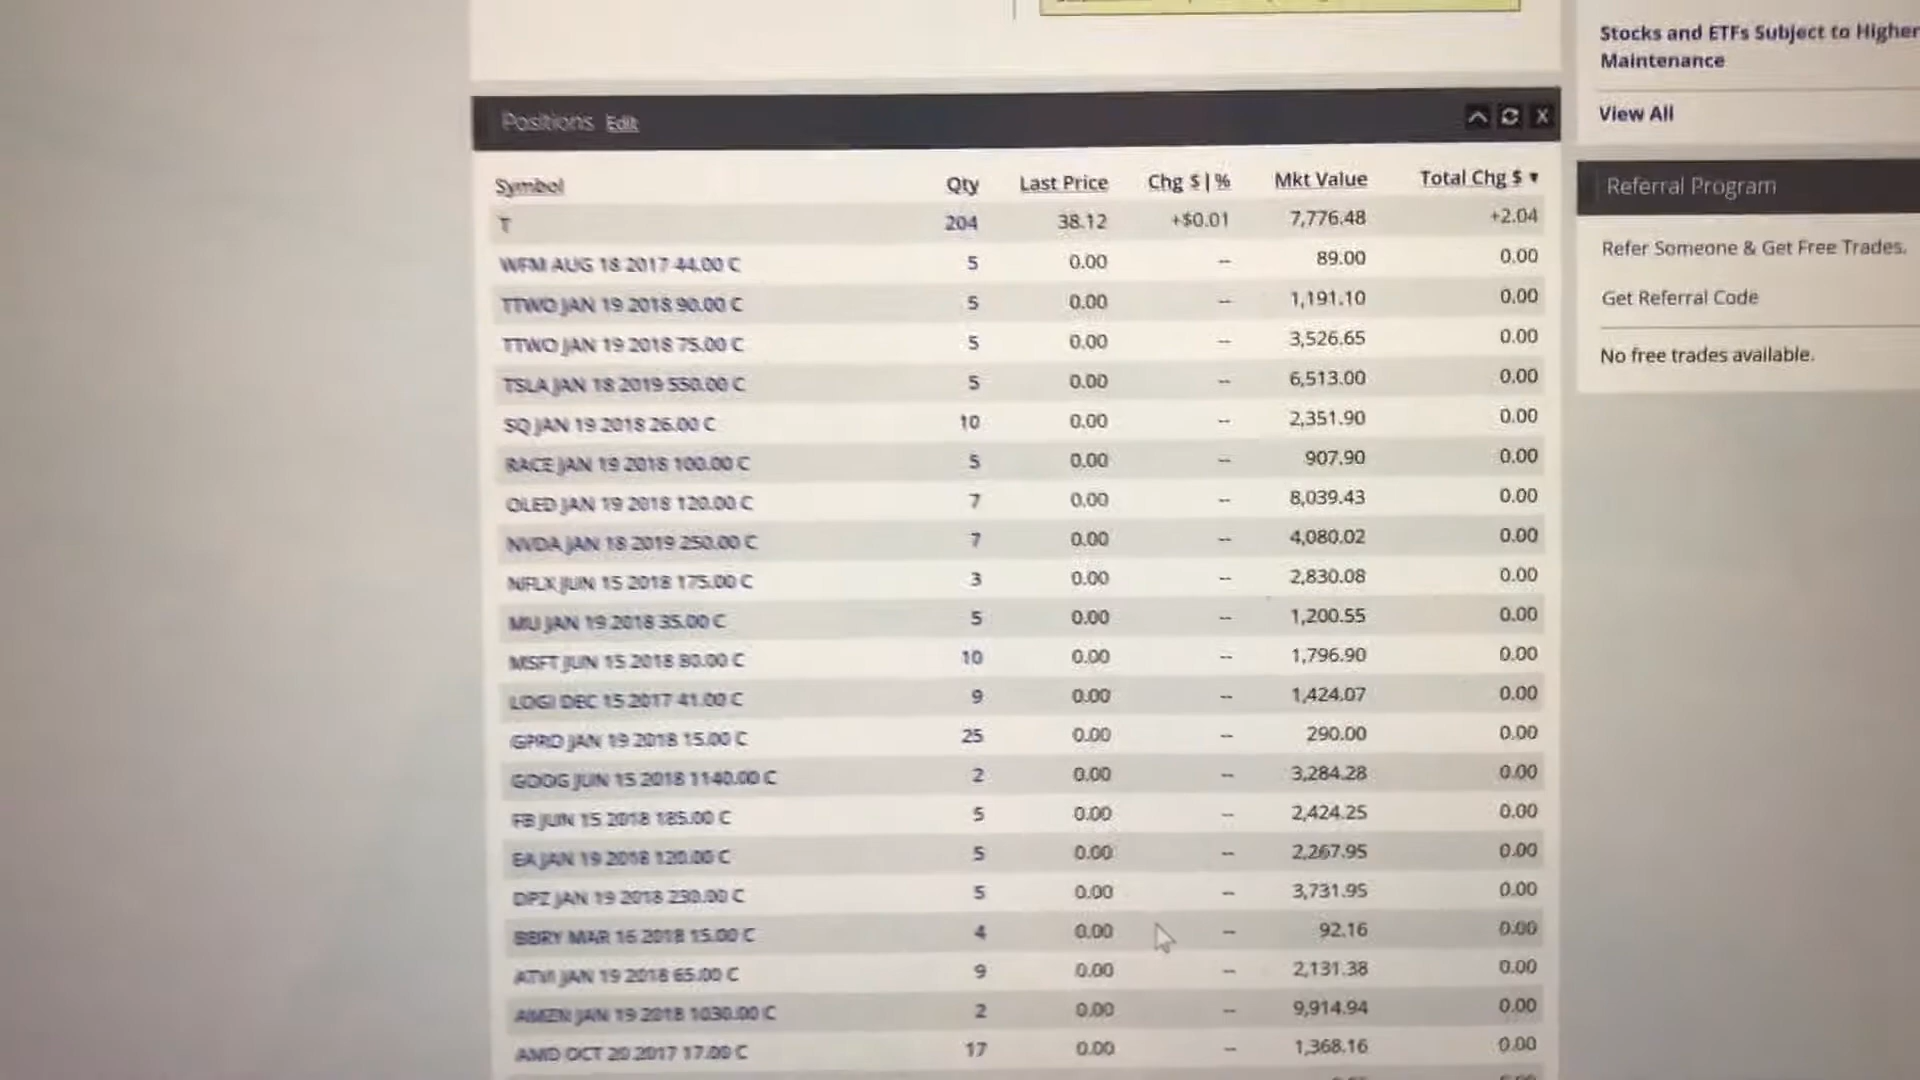 Stocks and ETFs Subject to Higher
Maintenance
View All
Positions Edit
Symbol Qty Last Price Chg $ | % Mkt Value Total Chg $ ▼
T 204 38.12 +$0.01 7,776.48 +2.04
WFM AUG 18 2017 44.00 C 5 0.00 -- 89.00 0.00
TTWO JAN 19 2018 90.00 C 5 0.00 -- 1,191.10 0.00
TTWO JAN 19 2018 75.00 C 5 0.00 -- 3,526.65 0.00
TSLA JAN 18 2019 550.00 C 5 0.00 -- 6,513.00 0.00
SQ JAN 19 2018 26.00 C 10 0.00 -- 2,351.90 0.00
RACE JAN 19 2018 100.00 C 5 0.00 -- 907.90 0.00
OLED JAN 19 2018 120.00 C 7 0.00 -- 8,039.43 0.00
NVDA JAN 18 2019 250.00 C 7 0.00 -- 4,080.02 0.00
NFLX JUN 15 2018 175.00 C 3 0.00 -- 2,830.08 0.00
MU JAN 19 2018 35.00 C 5 0.00 -- 1,200.55 0.00
MSFT JUN 15 2018 80.00 C 10 0.00 -- 1,796.90 0.00
LOGI DEC 15 2017 41.00 C 9 0.00 -- 1,424.07 0.00
GPRO JAN 19 2018 15.00 C 25 0.00 -- 290.00 0.00
GOOG JUN 15 2018 1140.00 C 2 0.00 -- 3,284.28 0.00
FB JUN 15 2018 185.00 C 5 0.00 -- 2,424.25 0.00
EA JAN 19 2018 120.00 C 5 0.00 -- 2,267.95 0.00
DPZ JAN 19 2018 230.00 C 5 0.00 -- 3,731.95 0.00
BBRY MAR 16 2018 15.00 C 4 0.00 -- 92.16 0.00
ATVI JAN 19 2018 65.00 C 9 0.00 -- 2,131.38 0.00
AMZN JAN 19 2018 1030.00 C 2 0.00 -- 9,914.94 0.00
AMD OCT 20 2017 17.00 C 17 0.00 -- 1,368.16 0.00
Referral Program
Refer Someone & Get Free Trades.
Get Referral Code
No free trades available.